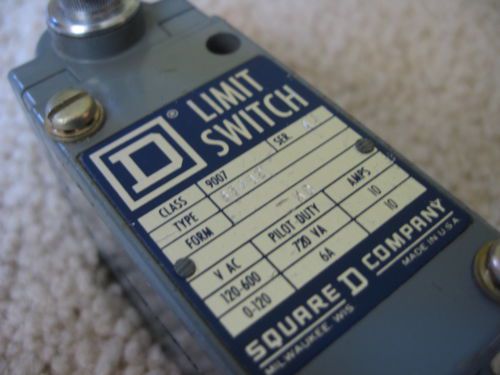 D ®
LIMIT
SWITCH
CLASS 9007 SER
TYPE
FORM
V AC PILOT DUTY AMPS
120-600 720 VA 10
0-120 6A 10
SQUARE D COMPANY
MILWAUKEE, WIS MADE IN U.S.A.